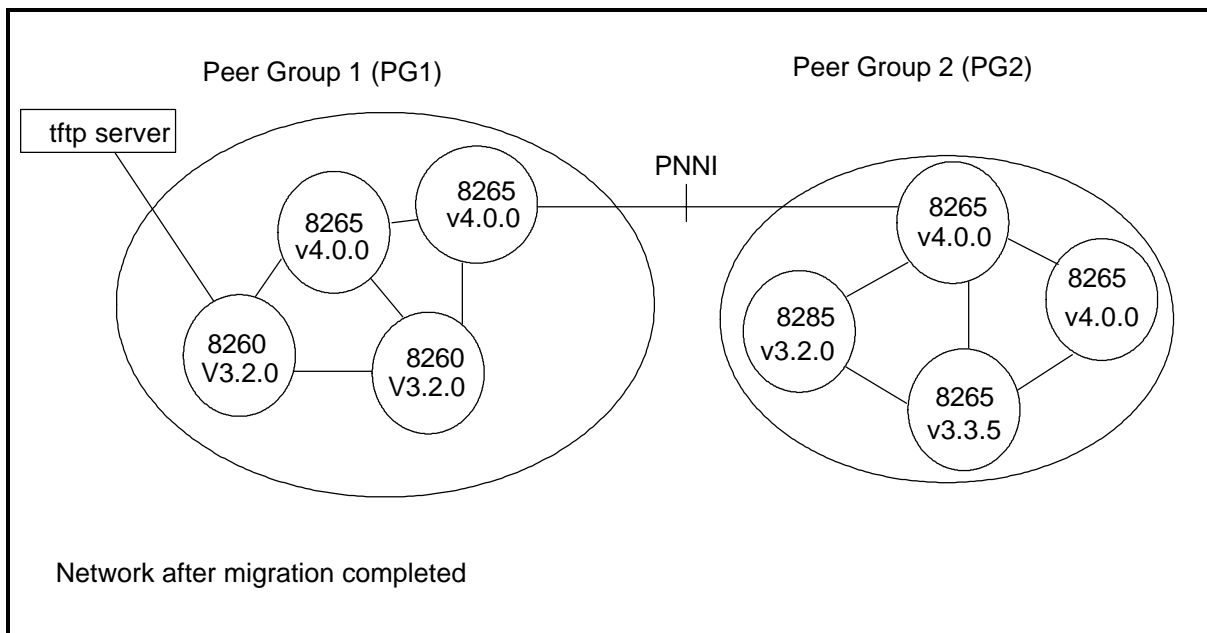 Peer Group 1 (PG1)
Peer Group 2 (PG2)
tftp server
PNNI
8265
v4.0.0
8265
v4.0.0
8260
V3.2.0
8260
V3.2.0
8265
v4.0.0
8265
v4.0.0
8285
v3.2.0
8265
v3.3.5
Network after migration completed